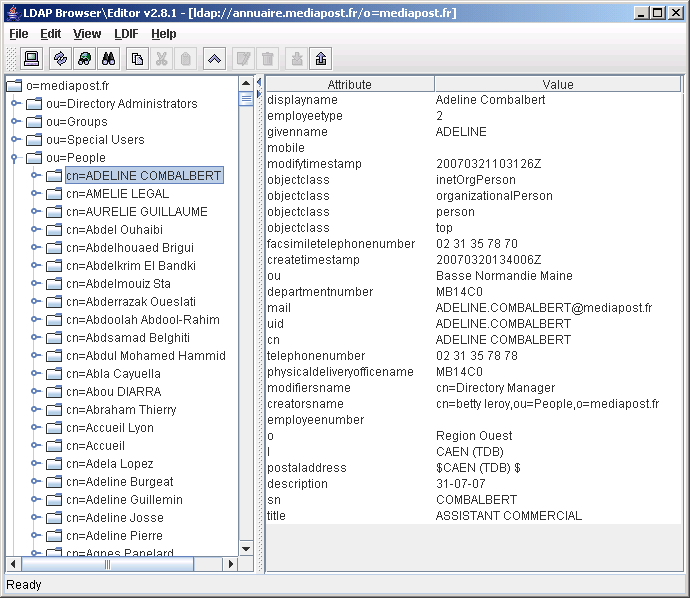 LDAP Browser\Editor v2.8.1 - [ldap://annuaire.mediapost.fr/o=mediapost.fr]
File Edit View LDIF Help
o=mediapost.fr
ou=Directory Administrators
ou=Groups
ou=Special Users
ou=People
cn=ADELINE COMBALBERT
cn=AMELIE LEGAL
cn=AURELIE GUILLAUME
cn=Abdel Ouhaibi
cn=Abdelhouaed Brigui
cn=Abdelkrim El Bandki
cn=Abdelmouiz Sta
cn=Abderrazak Oueslati
cn=Abdoolah Abdool-Rahim
cn=Abdsamad Belghiti
cn=Abdul Mohamed Hammid
cn=Abla Cayuella
cn=Abou DIARRA
cn=Abraham Thierry
cn=Accueil Lyon
cn=Accueil
cn=Adela Lopez
cn=Adeline Burgeat
cn=Adeline Guillemin
cn=Adeline Josse
cn=Adeline Pierre
cn=Agnes Panelard
Attribute Value
displayname Adeline Combalbert
employeetype 2
givenname ADELINE
mobile
modifytimestamp 20070321103126Z
objectclass inetOrgPerson
objectclass organizationalPerson
objectclass person
objectclass top
facsimiletelephonenumber 02 31 35 78 70
createtimestamp 20070320134006Z
ou Basse Normandie Maine
departmentnumber MB14C0
mail ADELINE.COMBALBERT@mediapost.fr
uid ADELINE.COMBALBERT
cn ADELINE COMBALBERT
telephonenumber 02 31 35 78 78
physicaldeliveryofficename MB14C0
modifiersname cn=Directory Manager
creatorsname cn=betty leroy,ou=People,o=mediapost.fr
employeenumber
o Region Ouest
l CAEN (TDB)
postaladdress $CAEN (TDB) $
description 31-07-07
sn COMBALBERT
title ASSISTANT COMMERCIAL
Ready